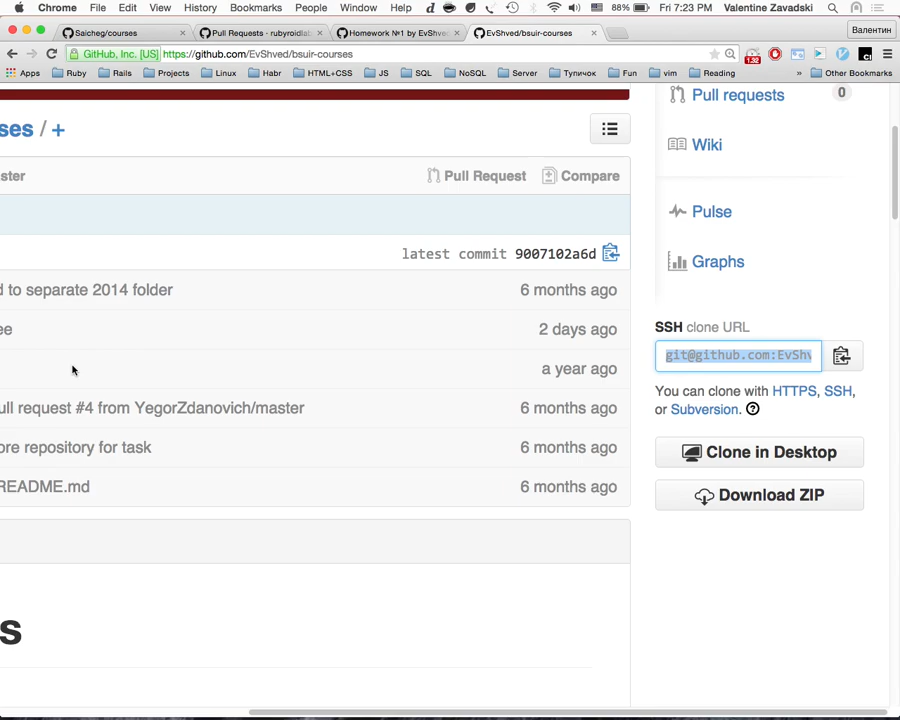 Chrome File Edit View History Bookmarks People Window Help d 88% Fri 7:23 PM Valentine Zavadski
Saicheg/courses Pull Requests · rubyroidlab Homework №1 by EvShved EvShved/bsuir-courses Валентин
GitHub, Inc. [US] https://github.com/EvShved/bsuir-courses 1.32
Apps Ruby Rails Projects Linux Habr HTML+CSS JS SQL NoSQL Server Тупичок Fun vim Reading » Other Bookmarks
Pull requests 0
ses / +
Wiki
ster Pull Request Compare
Pulse
latest commit 9007102a6d
Graphs
d to separate 2014 folder 6 months ago
SSH clone URL
ee 2 days ago
git@github.com:EvShv
a year ago
You can clone with HTTPS, SSH,
or Subversion.
ull request #4 from YegorZdanovich/master 6 months ago
ore repository for task 6 months ago
Clone in Desktop
README.md 6 months ago
Download ZIP
s